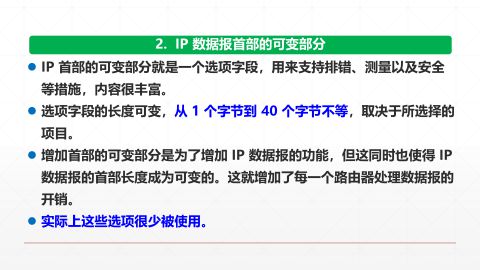 2. IP 数据报首部的可变部分
● IP 首部的可变部分就是一个选项字段，用来支持排错、测量以及安全
等措施，内容很丰富。
● 选项字段的长度可变，从 1 个字节到 40 个字节不等，取决于所选择的
项目。
● 增加首部的可变部分是为了增加 IP 数据报的功能，但这同时也使得 IP
数据报的首部长度成为可变的。这就增加了每一个路由器处理数据报的
开销。
● 实际上这些选项很少被使用。